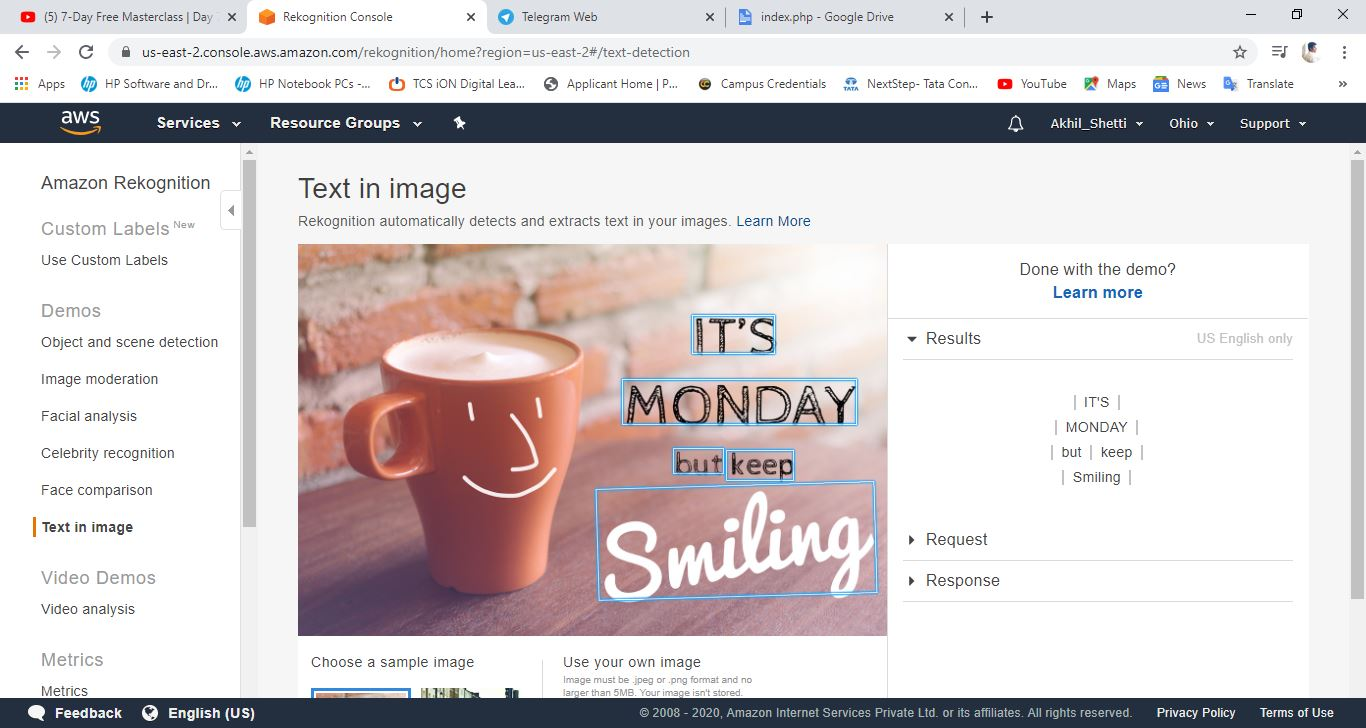 (5) 7-Day Free Masterclass | Day
Rekognition Console
Telegram Web
index.php - Google Drive
us-east-2.console.aws.amazon.com/rekognition/home?region=us-east-2#/text-detection
Apps
HP Software and Dr...
HP Notebook PCs -...
TCS iON Digital Lea...
Applicant Home | P...
Campus Credentials
NextStep- Tata Con...
YouTube
Maps
News
Translate
»
aws
Services
Resource Groups
Akhil_Shetti
Ohio
Support
Amazon Rekognition
Custom Labels New
Use Custom Labels
Demos
Object and scene detection
Image moderation
Facial analysis
Celebrity recognition
Face comparison
Text in image
Video Demos
Video analysis
Metrics
Metrics
Text in image
Rekognition automatically detects and extracts text in your images. Learn More
IT'S
MONDAY
but keep
Smiling
Choose a sample image
Use your own image
Image must be .jpeg or .png format and no
larger than 5MB. Your image isn't stored.
Done with the demo?
Learn more
Results
US English only
| IT'S |
| MONDAY |
| but | keep |
| Smiling |
Request
Response
Feedback
English (US)
© 2008 - 2020, Amazon Internet Services Private Ltd. or its affiliates. All rights reserved.
Privacy Policy
Terms of Use